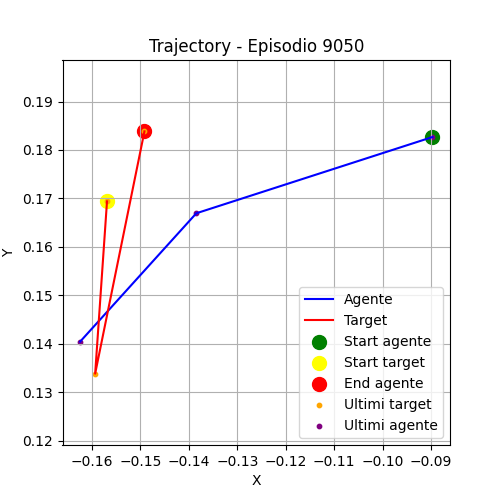 Trajectory - Episodio 9050
Y
0.19
0.18
0.17
0.16
0.15
0.14
0.13
0.12
Agente
Target
Start agente
Start target
End agente
Ultimi target
Ultimi agente
−0.16 −0.15 −0.14 −0.13 −0.12 −0.11 −0.10 −0.09
X